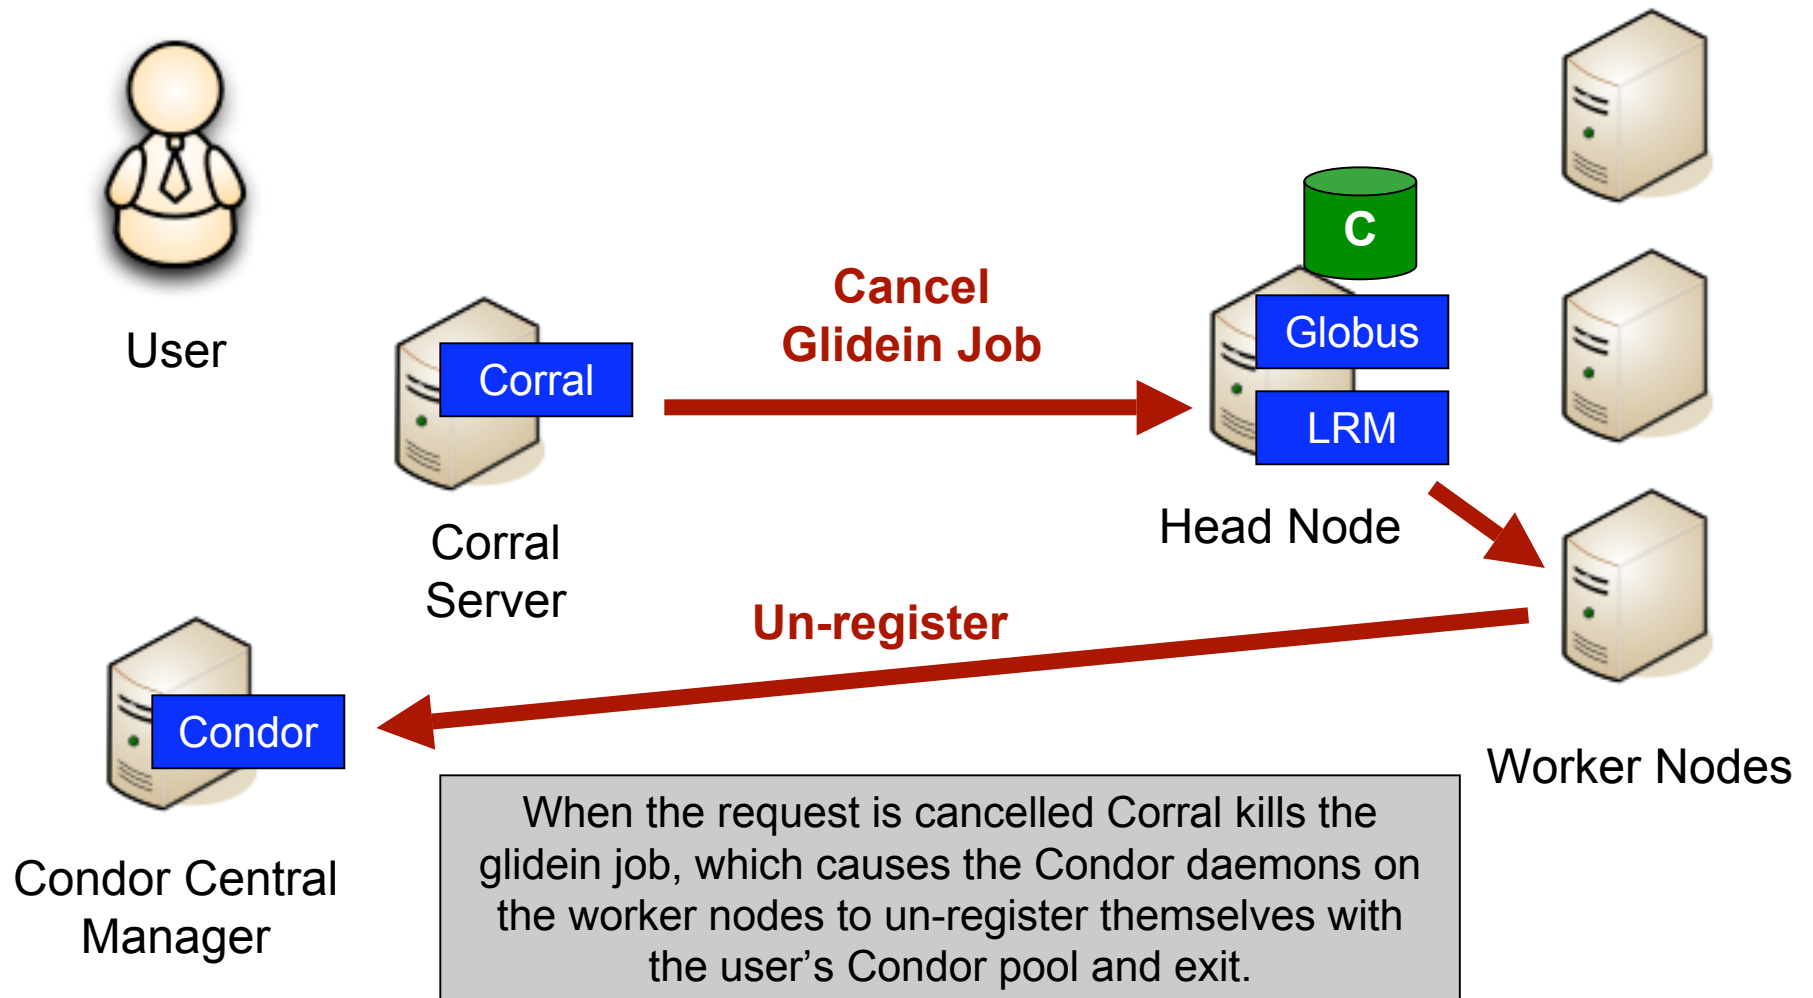 User
Corral
Corral
Server
Cancel
Glidein Job
C
Globus
LRM
Head Node
Un-register
Worker Nodes
Condor
Condor Central
Manager
When the request is cancelled Corral kills the
glidein job, which causes the Condor daemons on
the worker nodes to un-register themselves with
the user’s Condor pool and exit.